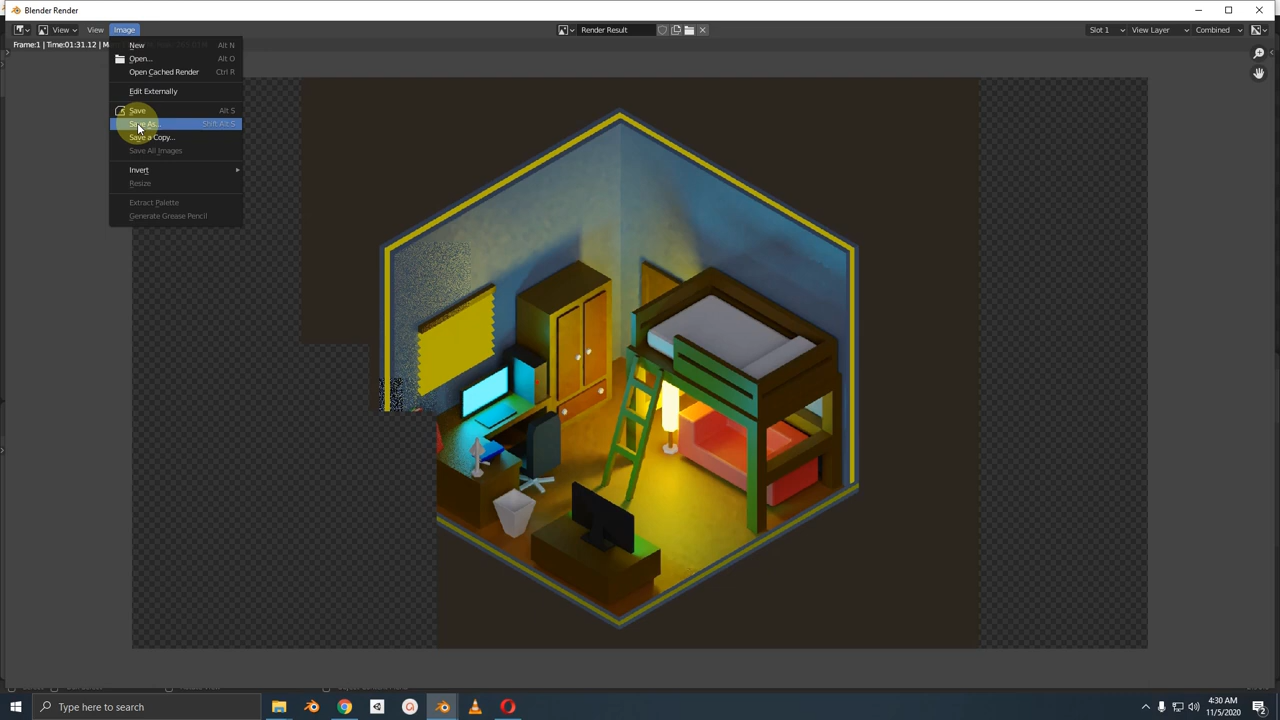 Blender Render
View
View
Image
Render Result
Slot 1
View Layer
Combined
Frame:1 | Time:01:31.12 |
New Alt N
Open... Alt O
Open Cached Render Ctrl R
Edit Externally
Save Alt S
Save As... Shift Alt S
Save a Copy...
Save All Images
Invert
Resize
Extract Palette
Generate Grease Pencil
Type here to search
4:30 AM
11/5/2020
2